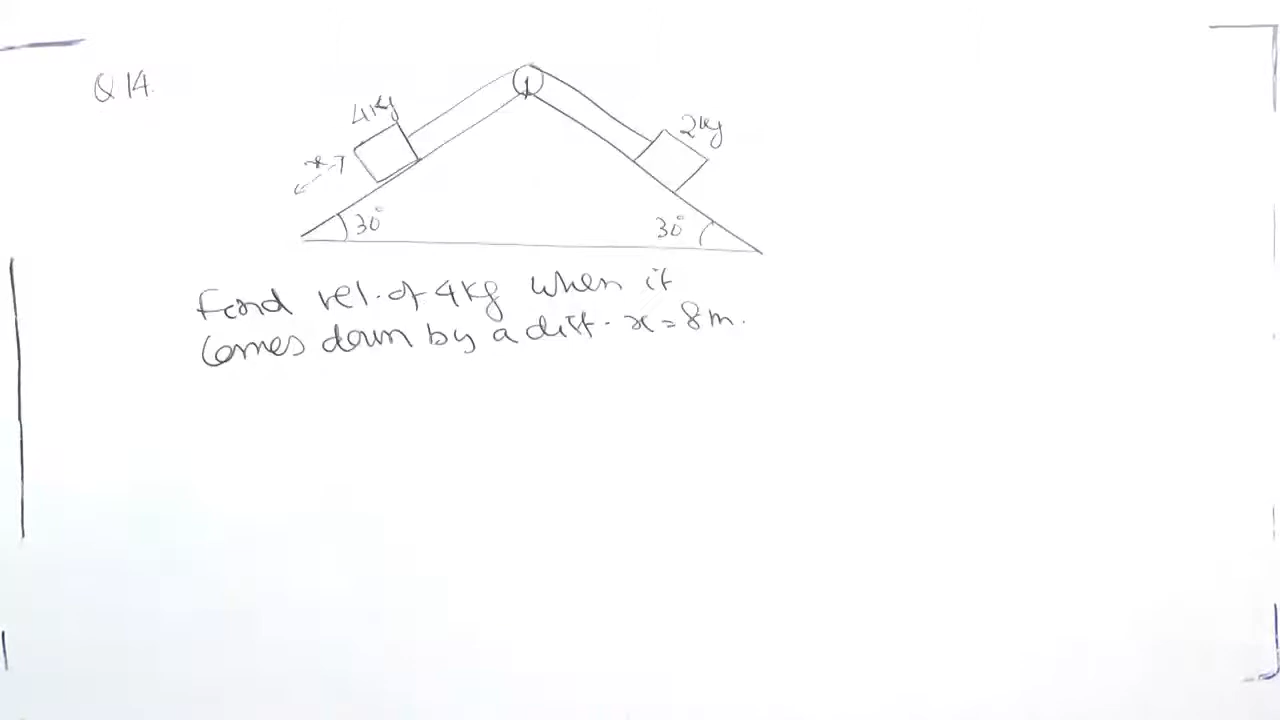 Q 14.
4Kg
2Kg
x
30°
30°
Find vel. of 4Kg when it
comes down by a dist. x = 8m.